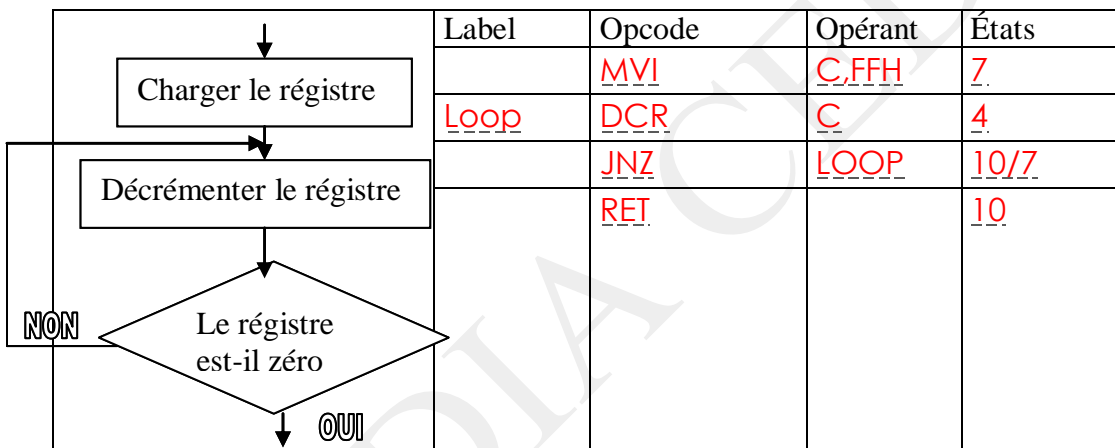 Label Opcode Opérant États
MVI C,FFH 7
Loop DCR C 4
JNZ LOOP 10/7
RET 10
Charger le régistre
Décrémenter le régistre
Le régistre
est-il zéro
NON
OUI